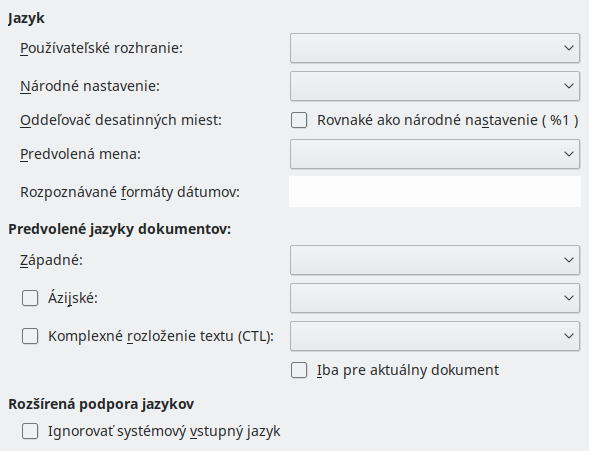 Jazyk
Používateľské rozhranie:
Národné nastavenie:
Oddeľovač desatinných miest: Rovnaké ako národné nastavenie ( %1 )
Predvolená mena:
Rozpoznávané formáty dátumov:
Predvolené jazyky dokumentov:
Západné:
Ázijské:
Komplexné rozloženie textu (CTL):
Iba pre aktuálny dokument
Rozšírená podpora jazykov
Ignorovať systémový vstupný jazyk